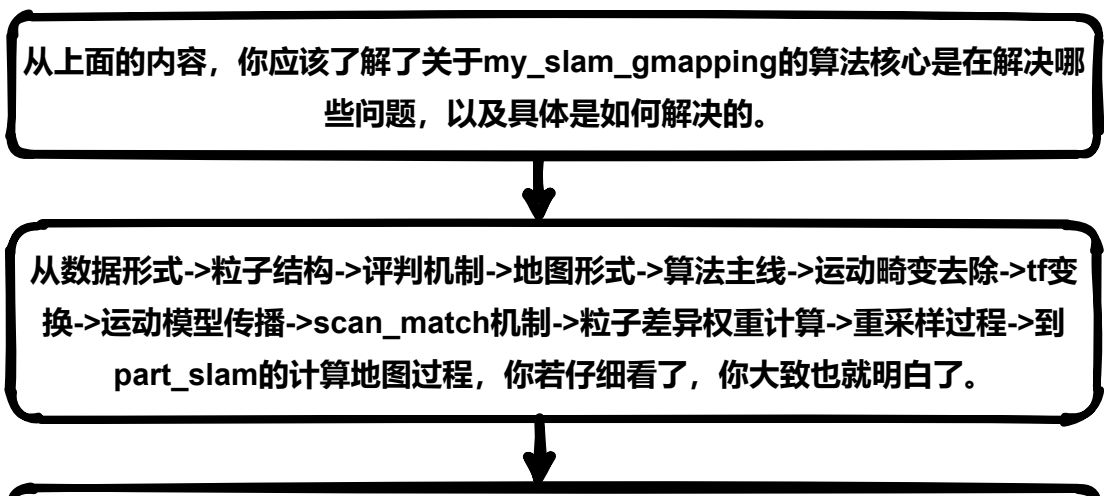 从上面的内容，你应该了解了关于my_slam_gmapping的算法核心是在解决哪
些问题，以及具体是如何解决的。
从数据形式->粒子结构->评判机制->地图形式->算法主线->运动畸变去除->tf变
换->运动模型传播->scan_match机制->粒子差异权重计算->重采样过程->到
part_slam的计算地图过程，你若仔细看了，你大致也就明白了。